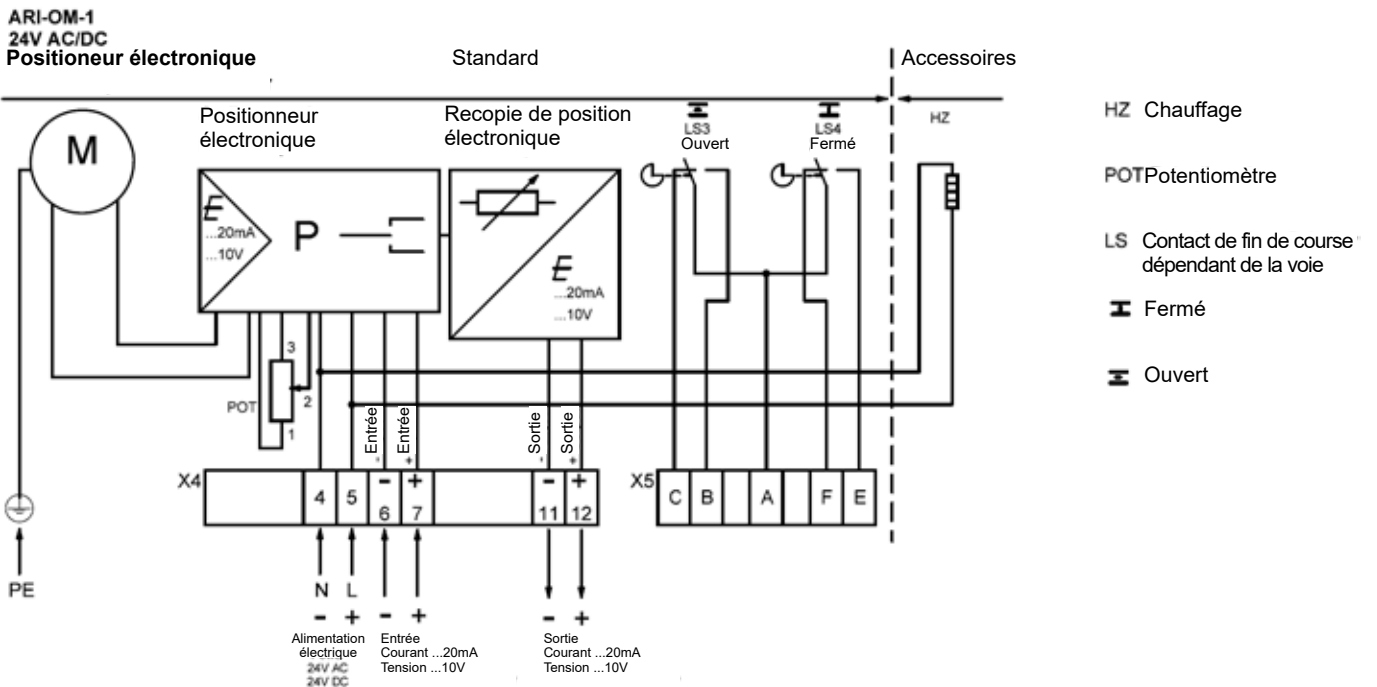 ARI-OM-1
24V AC/DC
Positioneur électronique
Standard
Accessoires
M
Positionneur
électronique
Recopie de position
électronique
LS3
Ouvert
LS4
Fermé
HZ
HZ Chauffage
POT Potentiomètre
LS Contact de fin de course
dépendant de la voie
Fermé
Ouvert
E
...20mA
...10V
P
E
...20mA
...10V
POT
3
2
1
- Entrée
+ Entrée
- Sortie
+ Sortie
X4
4
5
- 6
+ 7
- 11
+ 12
X5
C B A F E
PE
N L
- + - +
- +
Alimentation
électrique
24V AC
24V DC
Entrée
Courant ...20mA
Tension ...10V
Sortie
Courant ...20mA
Tension ...10V